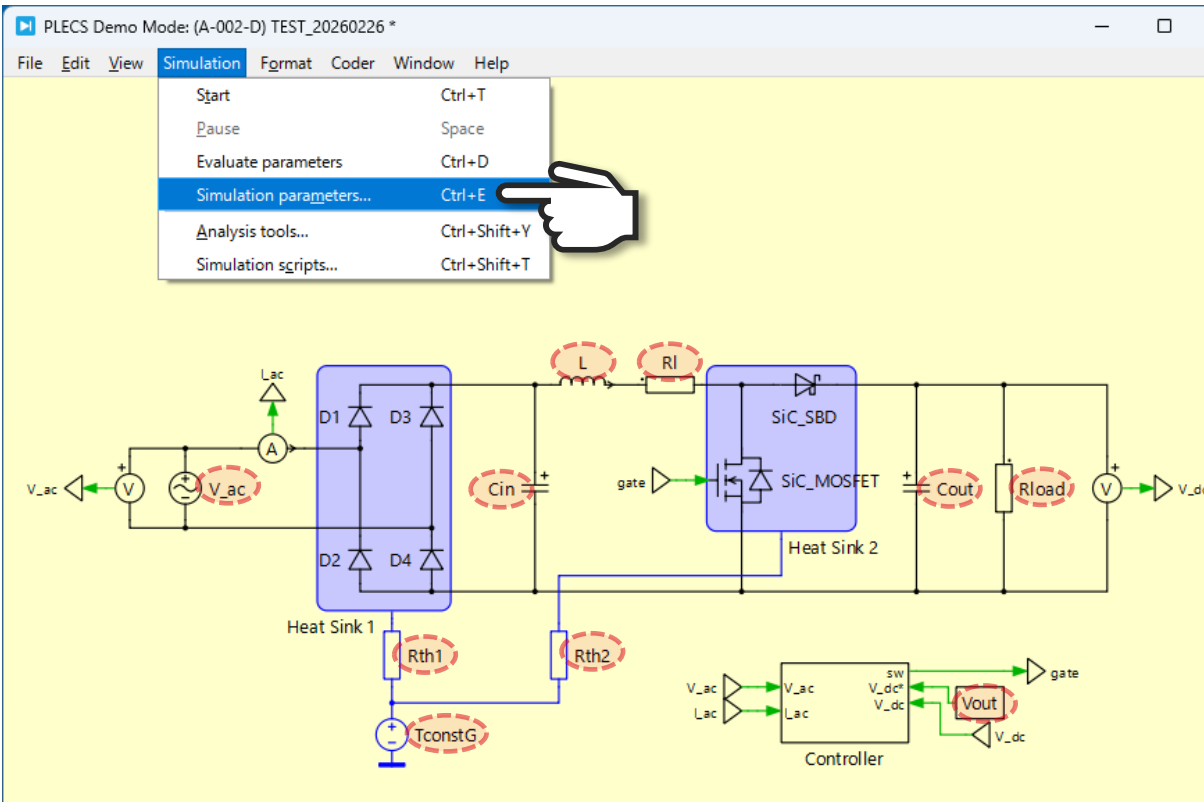 PLECS Demo Mode: (A-002-D) TEST_20260226 *
File Edit View Simulation Format Coder Window Help
Start Ctrl+T
Pause Space
Evaluate parameters Ctrl+D
Simulation parameters... Ctrl+E
Analysis tools... Ctrl+Shift+Y
Simulation scripts... Ctrl+Shift+T
L Rl
I_ac
D1 D3
SiC_SBD
A
V_ac V V_ac
Cin
gate
SiC_MOSFET
Cout Rload V V_dc
D2 D4
Heat Sink 2
Heat Sink 1
Rth1 Rth2
sw gate
V_ac V_ac V_dc* Vout
I_ac I_ac V_dc
V_dc
TconstG
Controller